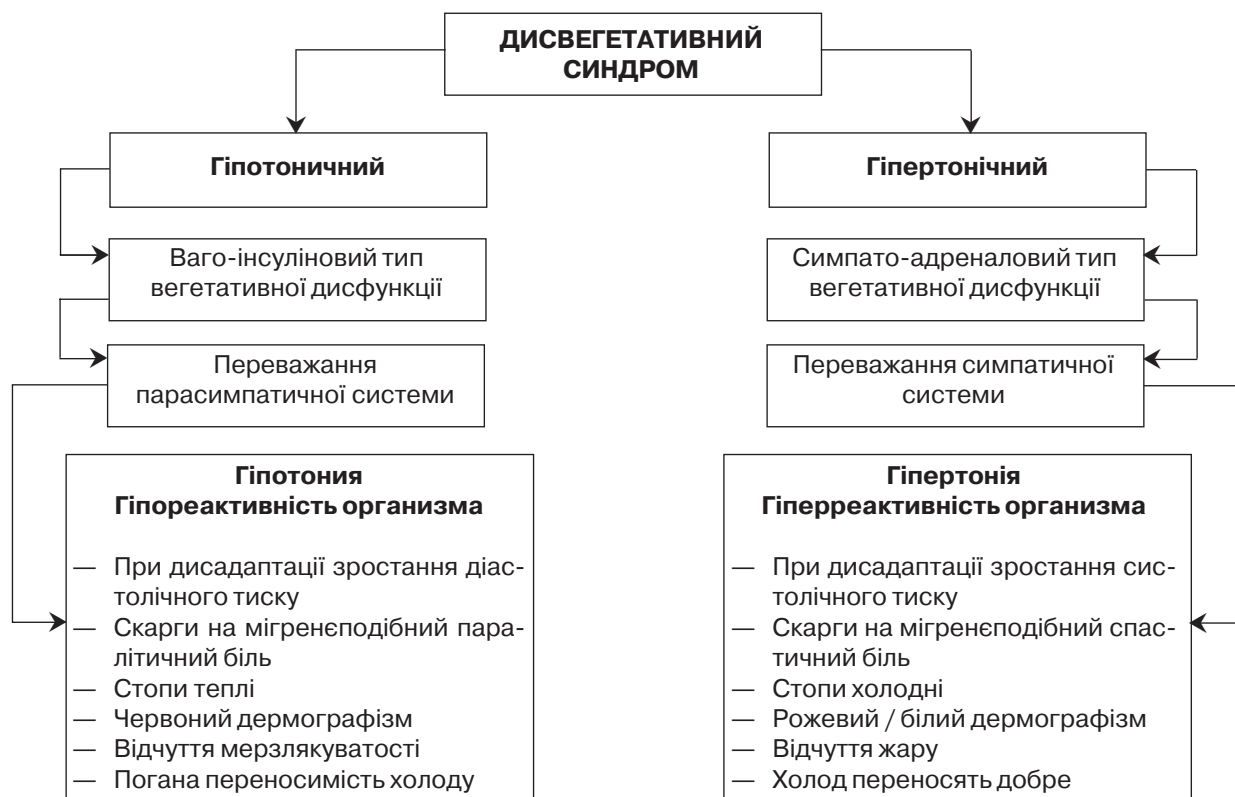 ДИСВЕГЕТАТИВНИЙ
СИНДРОМ
Гіпотоничний
Ваго-інсуліновий тип
вегетативної дисфункції
Переважання
парасимпатичної системи
Гіпотония
Гіпореактивність организма
— При дисадаптації зростання діас-
толічного тиску
— Скарги на мігренєподібний пара-
літичний біль
— Стопи теплі
— Червоний дермографізм
— Відчуття мерзлякуватості
— Погана переносимість холоду
Гіпертонічний
Симпато-адреналовий тип
вегетативної дисфункції
Переважання симпатичної
системи
Гіпертонія
Гіперреактивність организма
— При дисадаптації зростання сис-
толічного тиску
— Скарги на мігренєподібний спас-
тичний біль
— Стопи холодні
— Рожевий / білий дермографізм
— Відчуття жару
— Холод переносять добре